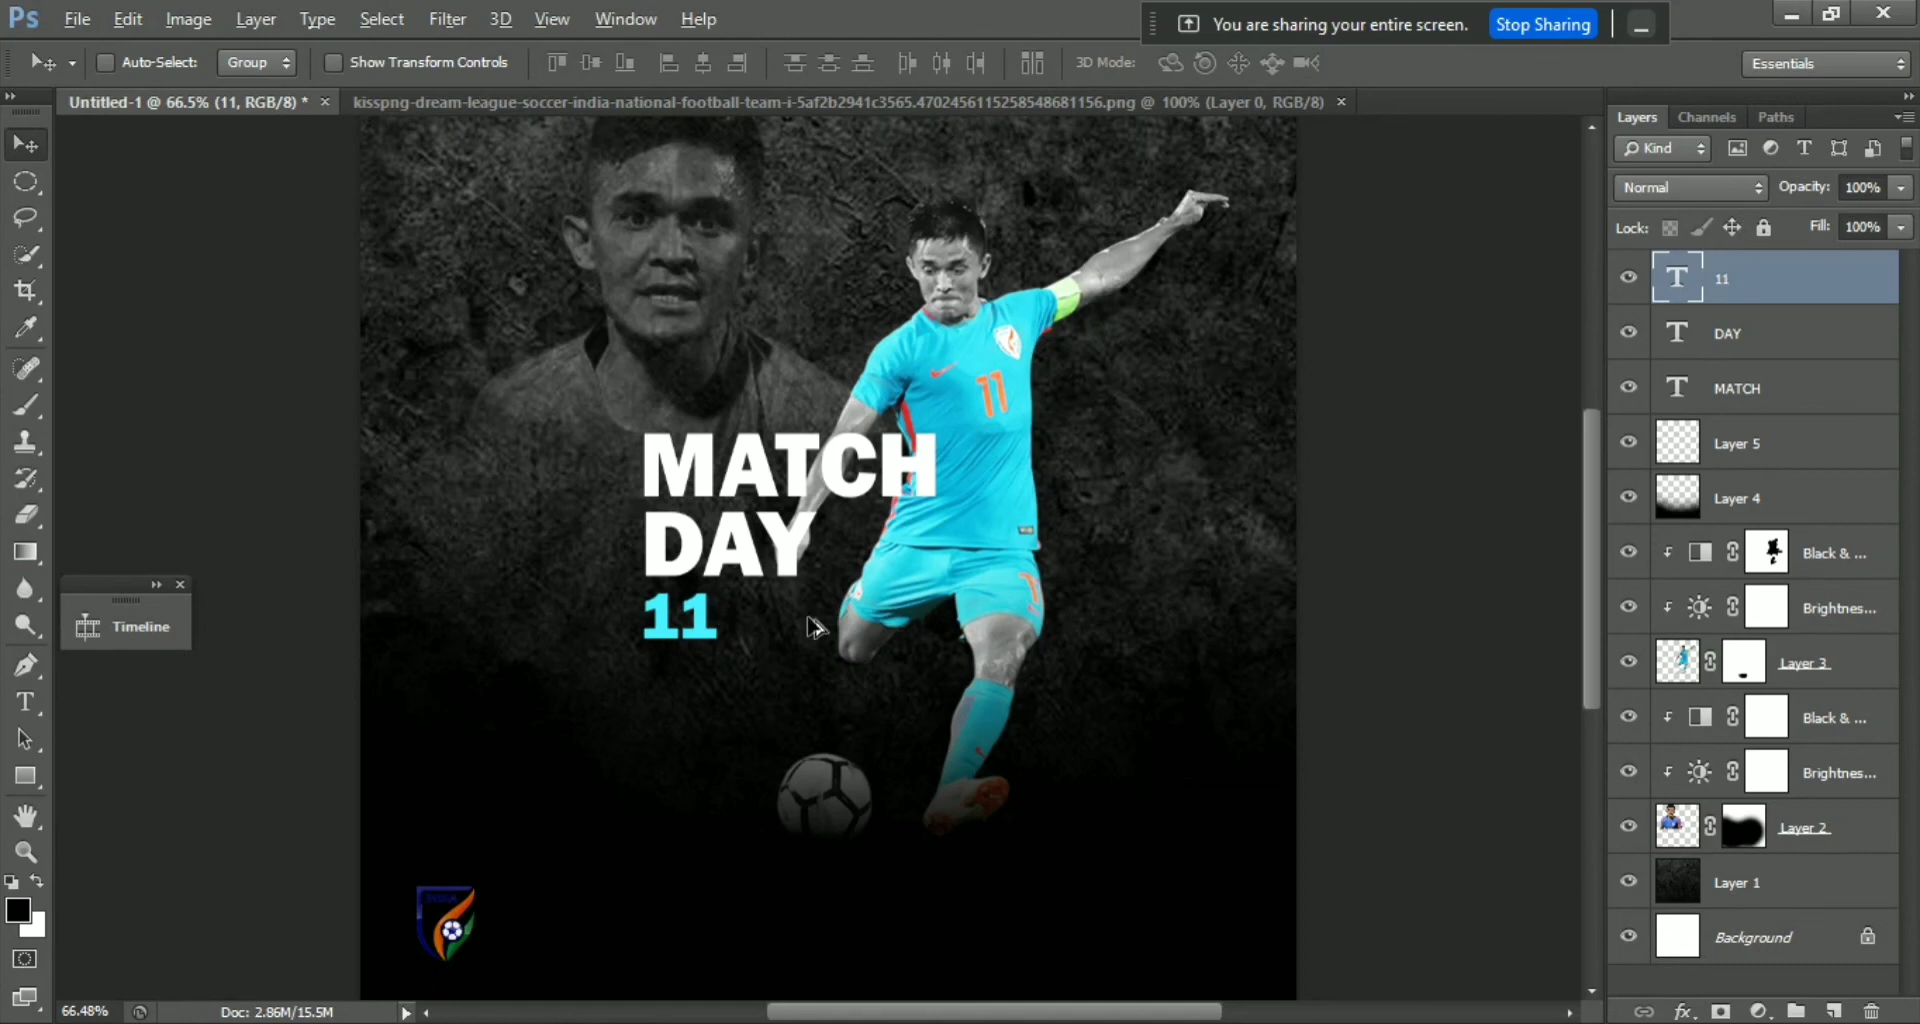 Ps File Edit Image Layer Type Select Filter 3D View Window Help
You are sharing your entire screen. Stop Sharing
Auto-Select: Group Show Transform Controls 3D Mode: Essentials
Untitled-1 @ 66.5% (11, RGB/8) * × kisspng-dream-league-soccer-india-national-football-team-i-5af2b2941c3565.4702456115258548681156.png @ 100% (Layer 0, RGB/8) ×
Layers Channels Paths
Kind
Normal Opacity: 100%
Lock: Fill: 100%
11
DAY
MATCH
Layer 5
Layer 4
Black & ...
Brightnes...
Layer 3
Black & ...
Brightnes...
Layer 2
Layer 1
Background
11
MATCH
DAY
11
Timeline
66.48% Doc: 2.86M/15.5M